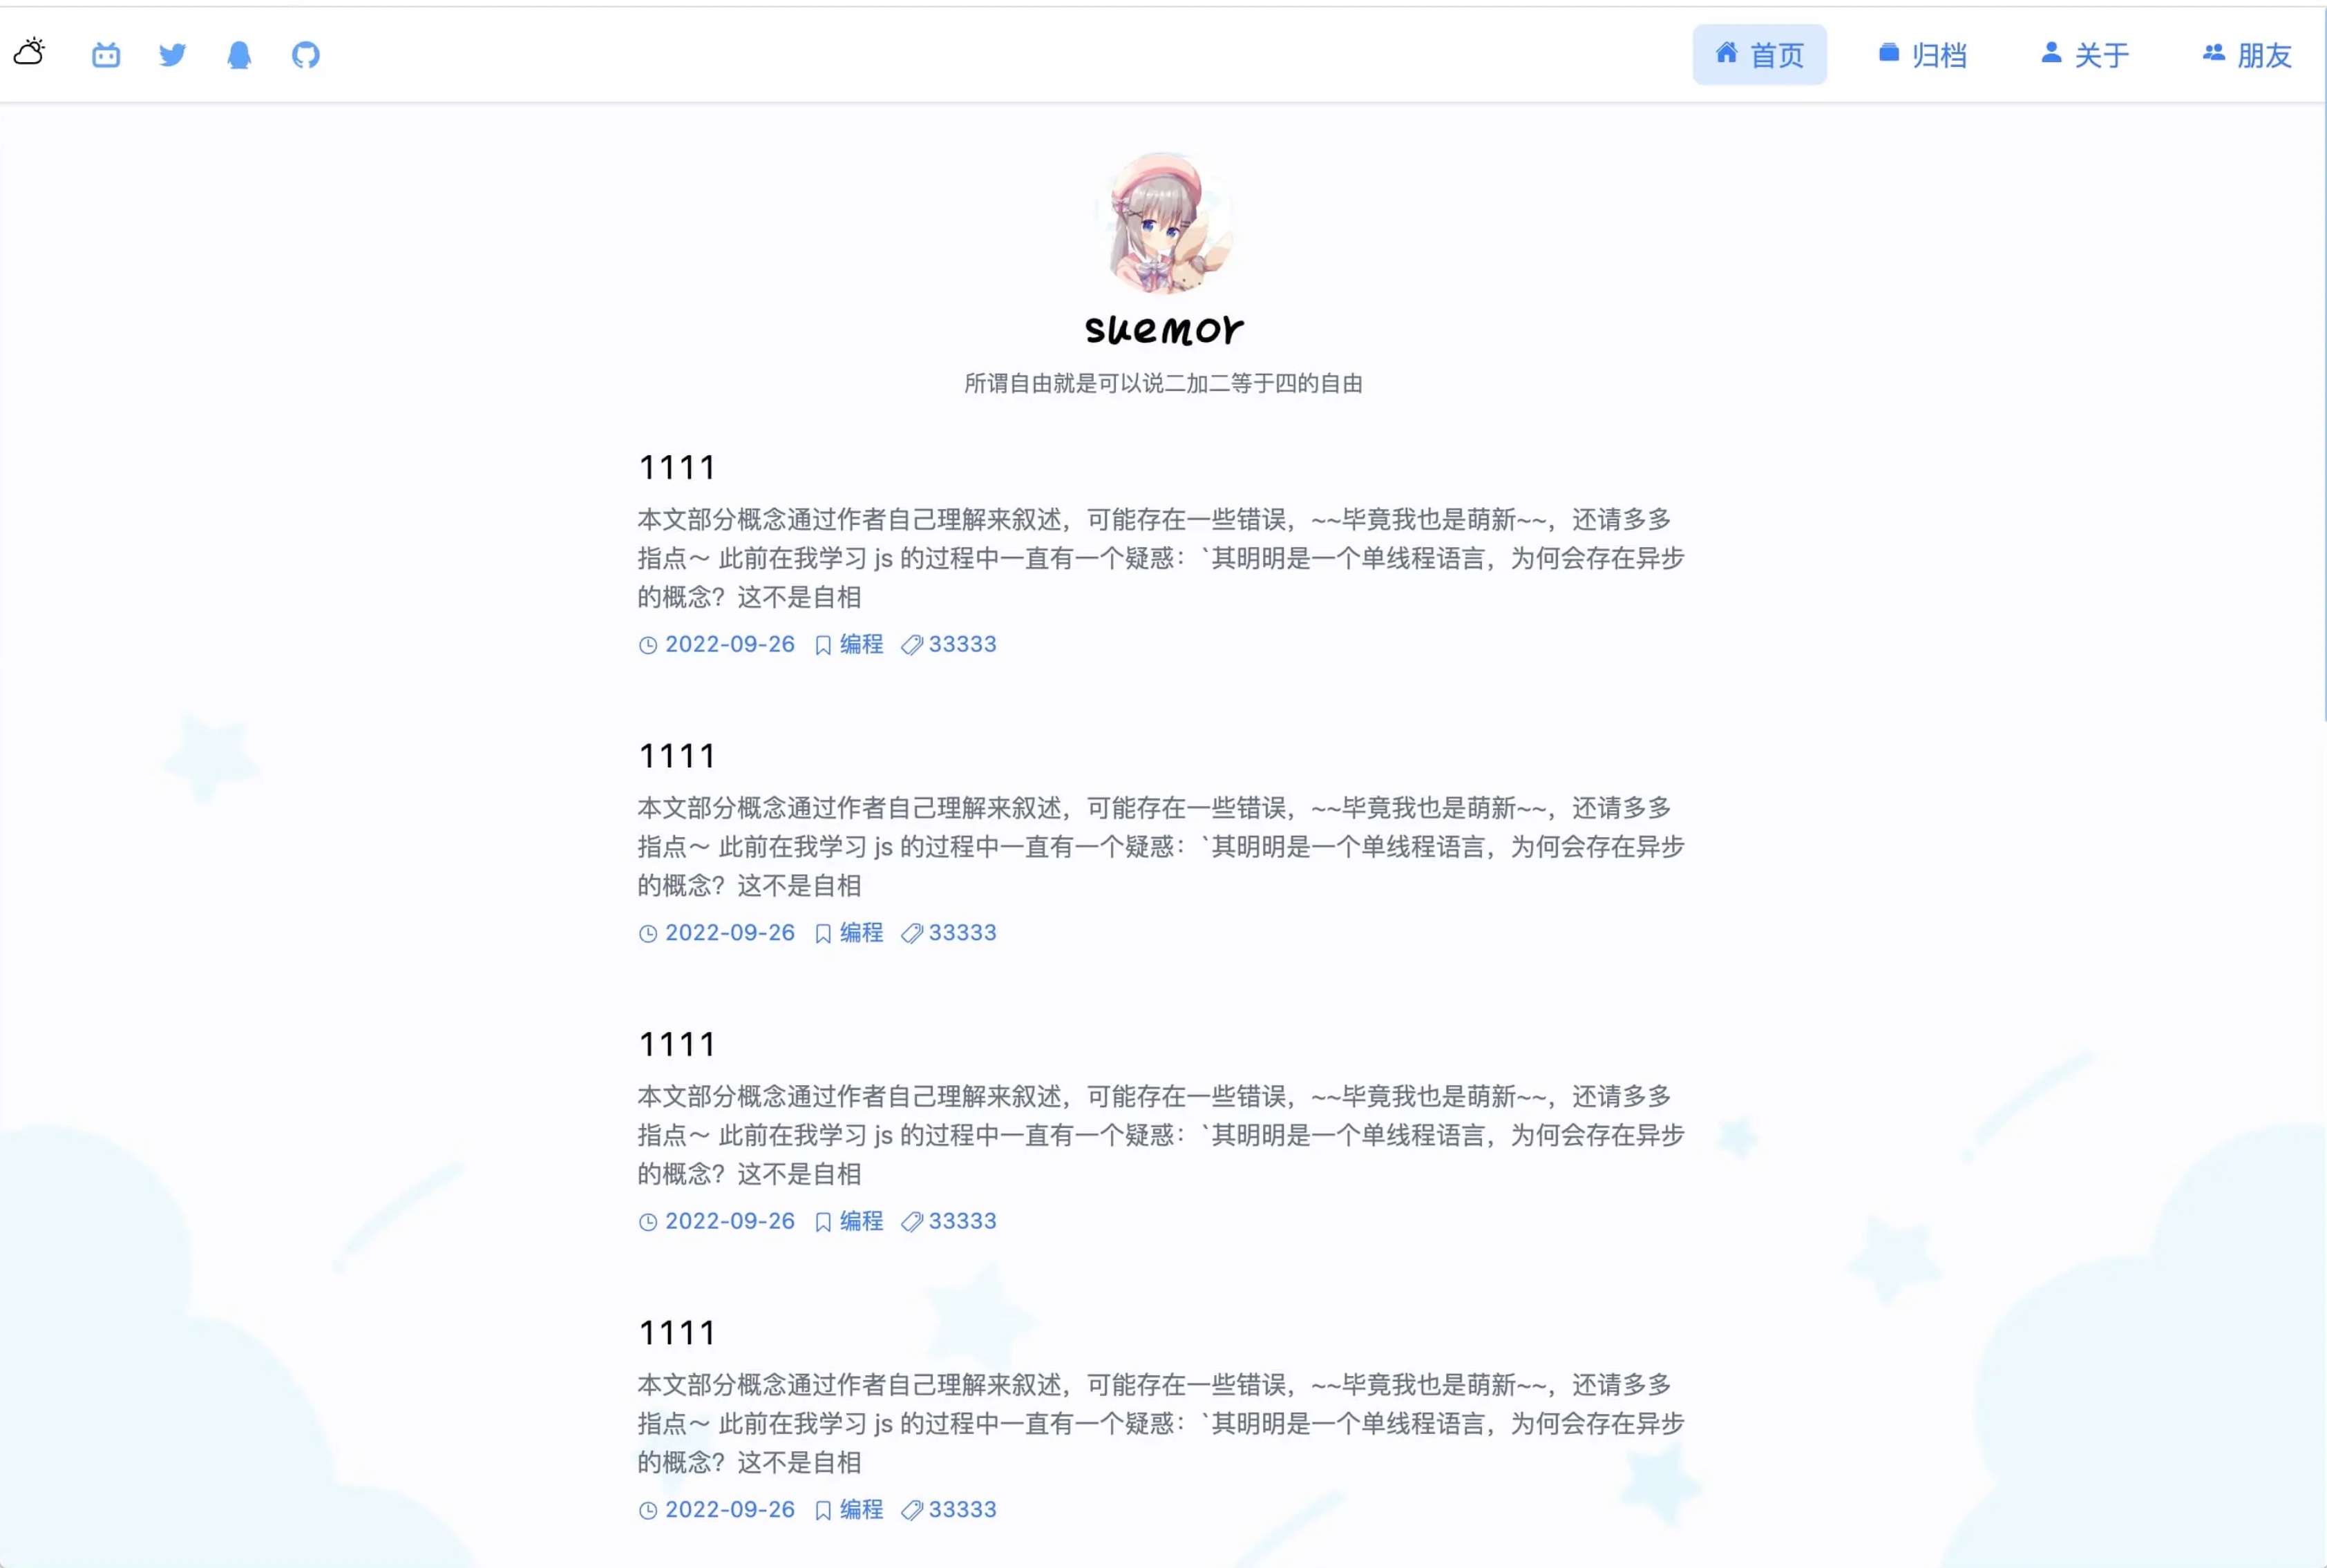 首页 归档 关于 朋友
suemor
所谓自由就是可以说二加二等于四的自由
1111
本文部分概念通过作者自己理解来叙述，可能存在一些错误，~~毕竟我也是萌新~~，还请多多
指点～ 此前在我学习 js 的过程中一直有一个疑惑：`其明明是一个单线程语言，为何会存在异步
的概念？这不是自相
2022-09-26 编程 33333
1111
本文部分概念通过作者自己理解来叙述，可能存在一些错误，~~毕竟我也是萌新~~，还请多多
指点～ 此前在我学习 js 的过程中一直有一个疑惑：`其明明是一个单线程语言，为何会存在异步
的概念？这不是自相
2022-09-26 编程 33333
1111
本文部分概念通过作者自己理解来叙述，可能存在一些错误，~~毕竟我也是萌新~~，还请多多
指点～ 此前在我学习 js 的过程中一直有一个疑惑：`其明明是一个单线程语言，为何会存在异步
的概念？这不是自相
2022-09-26 编程 33333
1111
本文部分概念通过作者自己理解来叙述，可能存在一些错误，~~毕竟我也是萌新~~，还请多多
指点～ 此前在我学习 js 的过程中一直有一个疑惑：`其明明是一个单线程语言，为何会存在异步
的概念？这不是自相
2022-09-26 编程 33333